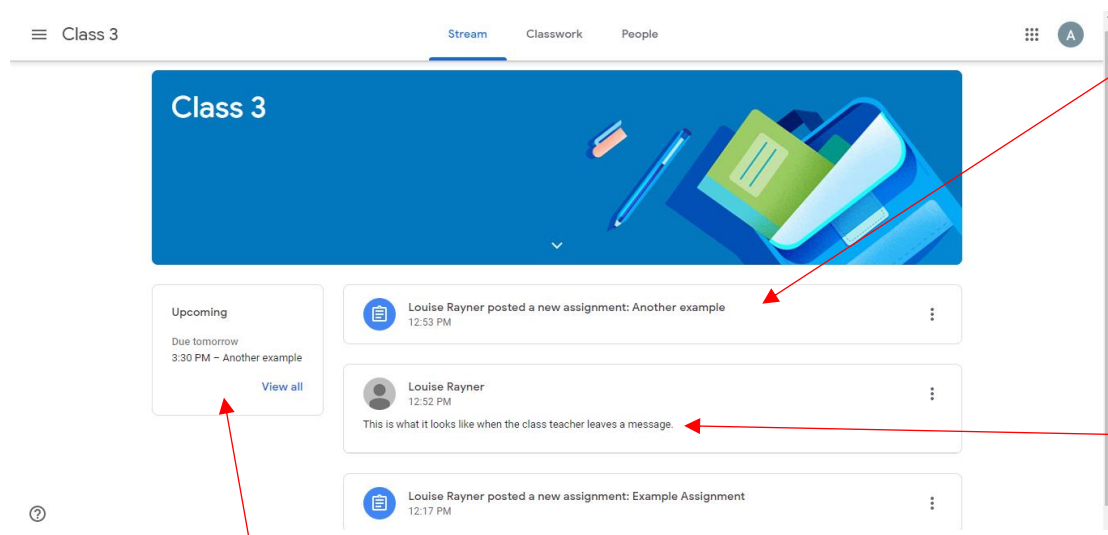 Class 3
Stream Classwork People
A
Class 3
Upcoming
Due tomorrow
3:30 PM – Another example
View all
Louise Rayner posted a new assignment: Another example
12:53 PM
Louise Rayner
12:52 PM
This is what it looks like when the class teacher leaves a message.
Louise Rayner posted a new assignment: Example Assignment
12:17 PM
?